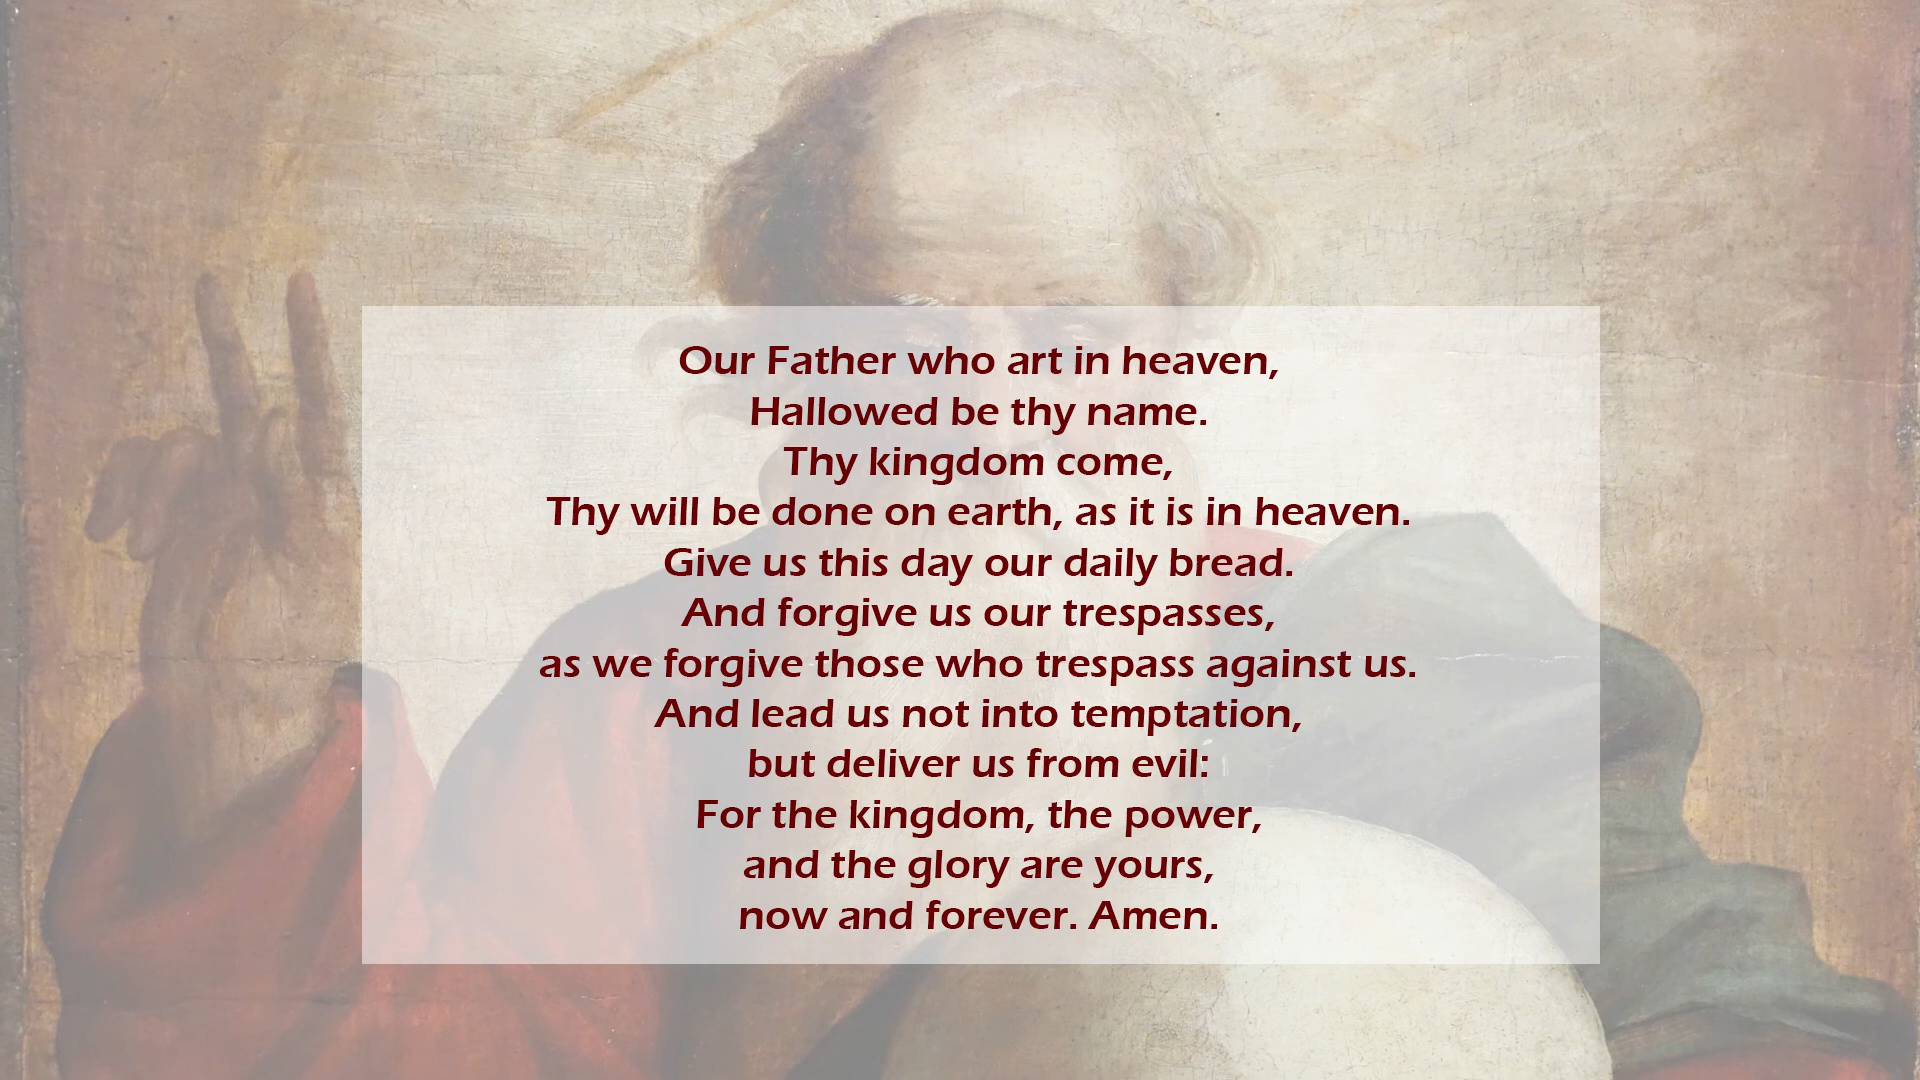 Our Father who art in heaven,
Hallowed be thy name.
Thy kingdom come,
Thy will be done on earth, as it is in heaven.
Give us this day our daily bread.
And forgive us our trespasses,
as we forgive those who trespass against us.
And lead us not into temptation,
but deliver us from evil:
For the kingdom, the power,
and the glory are yours,
now and forever. Amen.